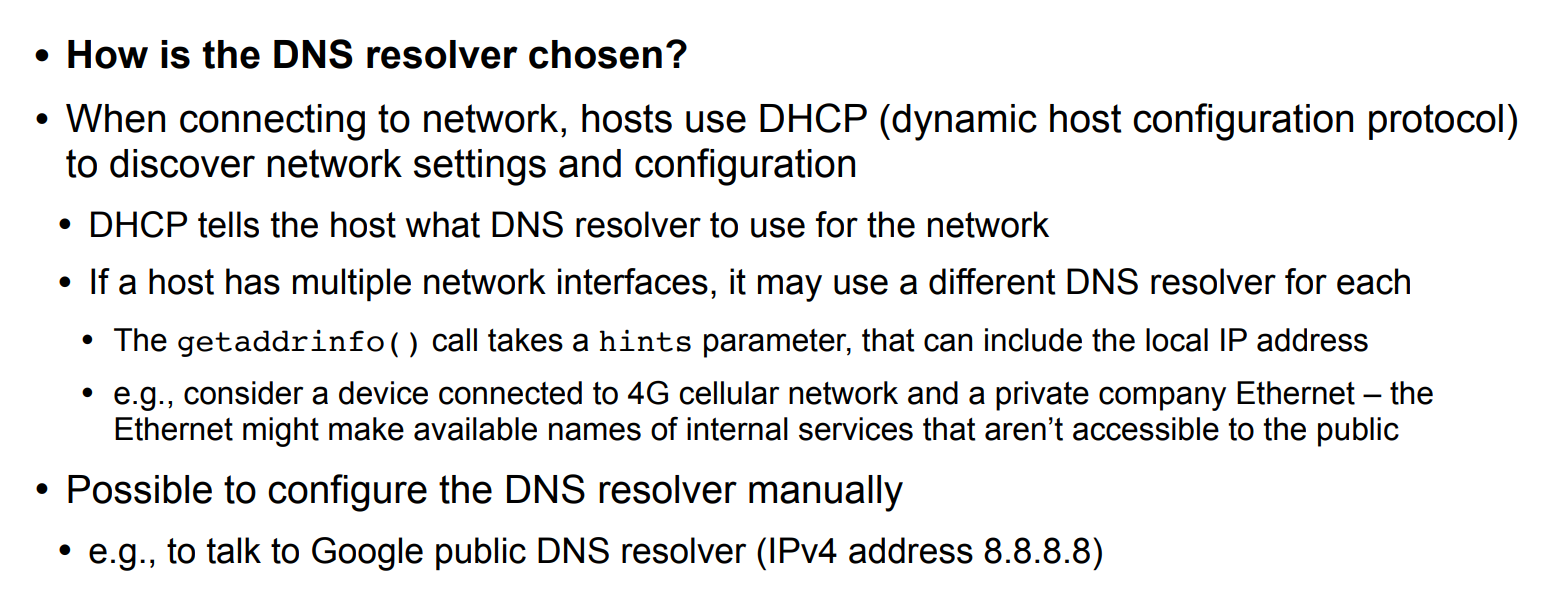 • How is the DNS resolver chosen?
• When connecting to network, hosts use DHCP (dynamic host configuration protocol)
to discover network settings and configuration
• DHCP tells the host what DNS resolver to use for the network
• If a host has multiple network interfaces, it may use a different DNS resolver for each
• The getaddrinfo() call takes a hints parameter, that can include the local IP address
• e.g., consider a device connected to 4G cellular network and a private company Ethernet – the
Ethernet might make available names of internal services that aren’t accessible to the public
• Possible to configure the DNS resolver manually
• e.g., to talk to Google public DNS resolver (IPv4 address 8.8.8.8)